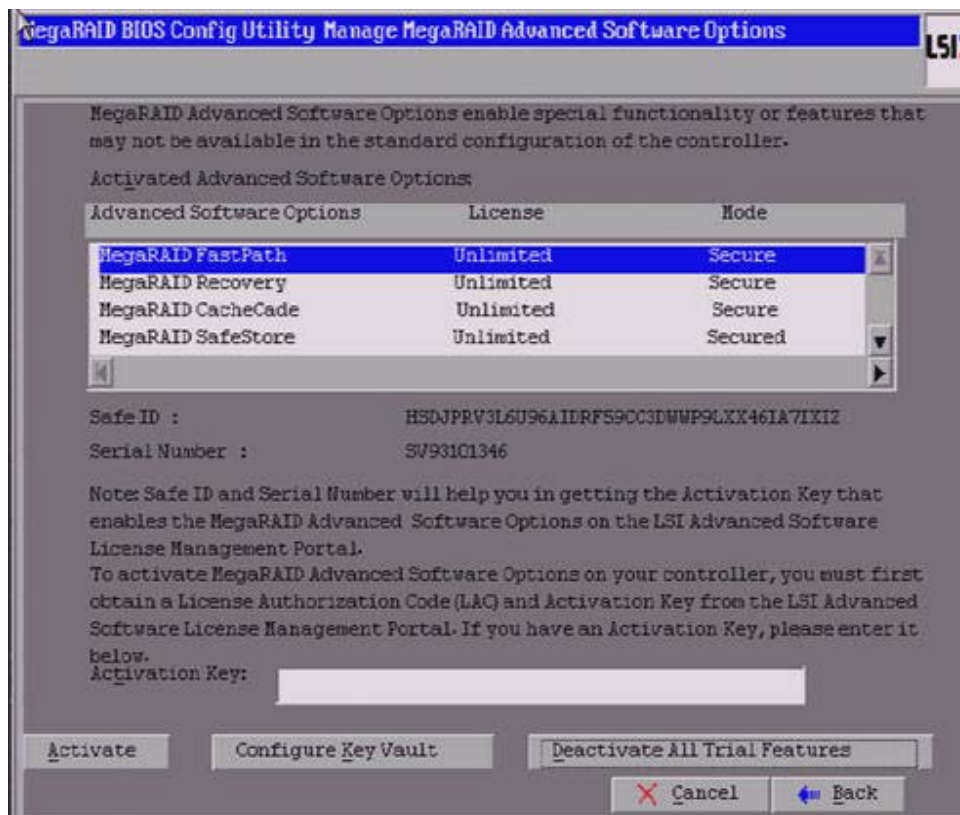 MegaRAID BIOS Config Utility Manage MegaRAID Advanced Software Options
LSI
MegaRAID Advanced Software Options enable special functionality or features that
may not be available in the standard configuration of the controller.
Activated Advanced Software Options:
Advanced Software Options License Mode
MegaRAID FastPath Unlimited Secure
MegaRAID Recovery Unlimited Secure
MegaRAID CacheCade Unlimited Secure
MegaRAID SafeStore Unlimited Secured
Safe ID : HSDJPRV3L6U96AIDRF59CC3DWWP9LXX46IA7IXIZ
Serial Number : SV93101346
Note: Safe ID and Serial Number will help you in getting the Activation Key that
enables the MegaRAID Advanced Software Options on the LSI Advanced Software
License Management Portal.
To activate MegaRAID Advanced Software Options on your controller, you must first
obtain a License Authorization Code (LAC) and Activation Key from the LSI Advanced
Software License Management Portal. If you have an Activation Key, please enter it
below.
Activation Key:
Activate Configure Key Vault Deactivate All Trial Features
Cancel Back